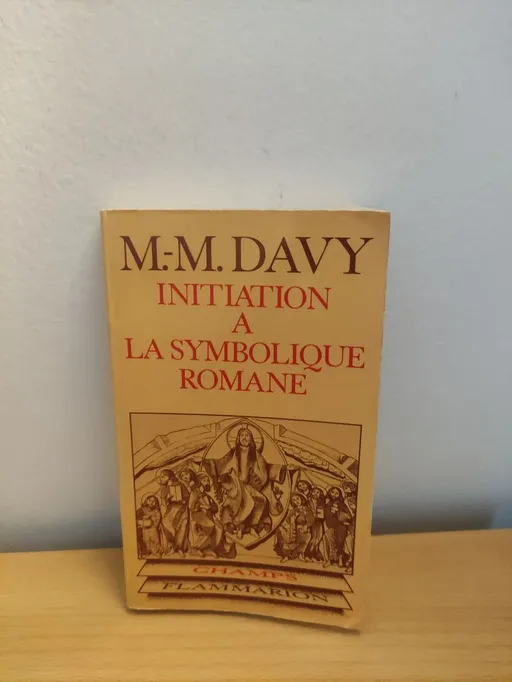 M.-M. DAVY
INITIATION
A
LA SYMBOLIQUE
ROMANE
CHAMPS
FLAMMARION